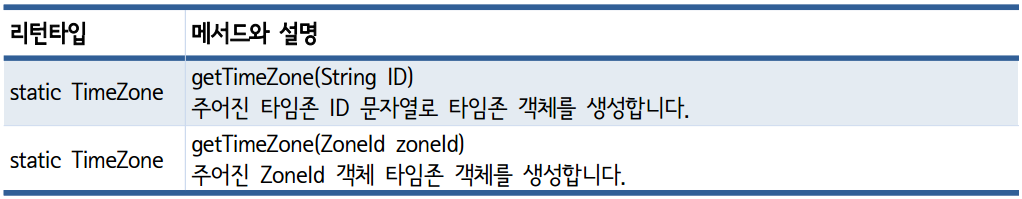 리턴타입 메서드와 설명
static TimeZone
getTimeZone(String ID)
주어진 타임존 ID 문자열로 타임존 객체를 생성합니다.
static TimeZone
getTimeZone(ZoneId zoneId)
주어진 ZoneId 객체 타임존 객체를 생성합니다.